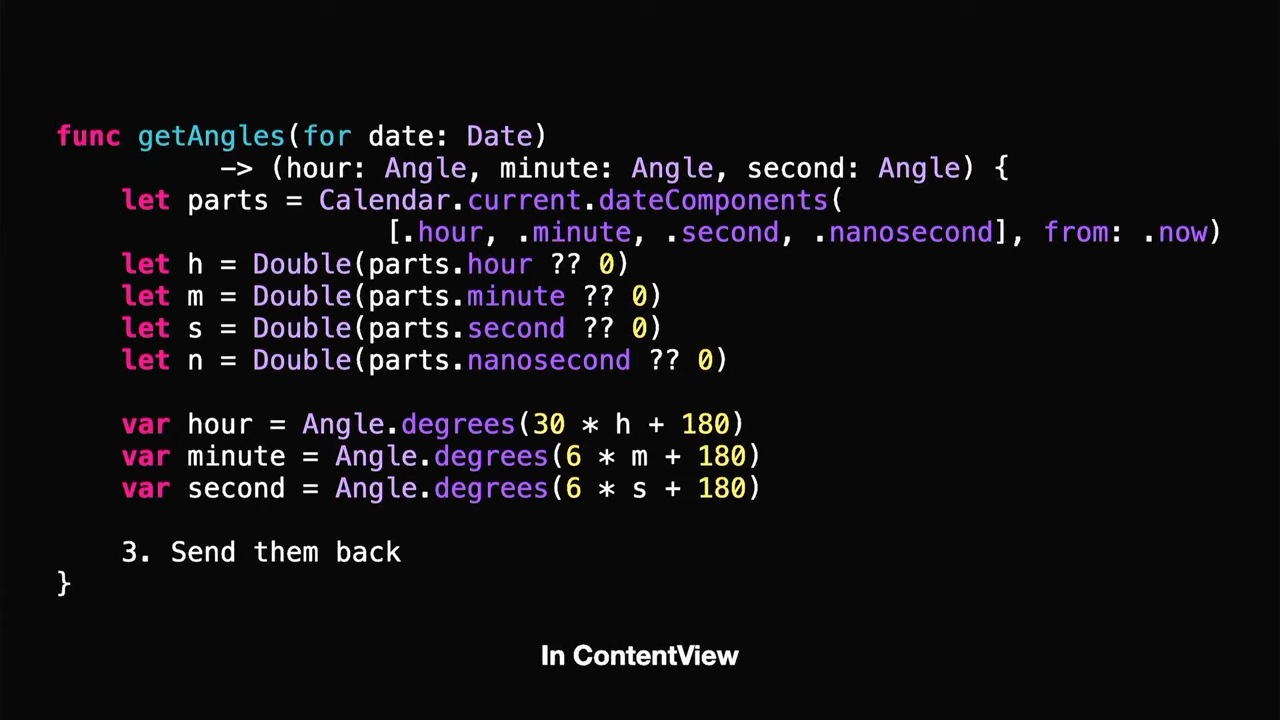 func getAngles(for date: Date)
-> (hour: Angle, minute: Angle, second: Angle) {
let parts = Calendar.current.dateComponents(
[.hour, .minute, .second, .nanosecond], from: .now)
let h = Double(parts.hour ?? 0)
let m = Double(parts.minute ?? 0)
let s = Double(parts.second ?? 0)
let n = Double(parts.nanosecond ?? 0)
var hour = Angle.degrees(30 * h + 180)
var minute = Angle.degrees(6 * m + 180)
var second = Angle.degrees(6 * s + 180)
3. Send them back
}
In ContentView